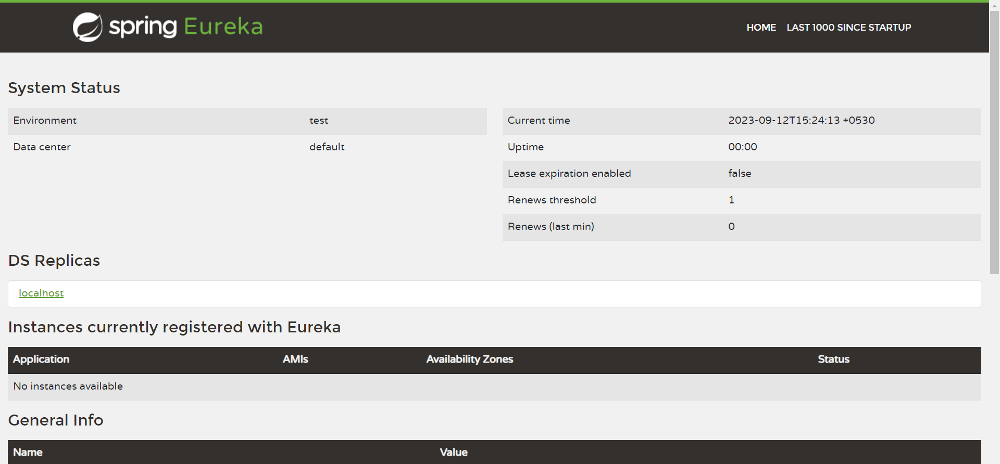 spring Eureka
HOME LAST 1000 SINCE STARTUP
System Status
Environment test
Data center default
Current time 2023-09-12T15:24:13 +0530
Uptime 00:00
Lease expiration enabled false
Renews threshold 1
Renews (last min) 0
DS Replicas
localhost
Instances currently registered with Eureka
Application AMIs Availability Zones Status
No instances available
General Info
Name Value